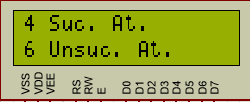 4 Suc. At.
6 Unsuc. At.
VSS VDD VEE RS RW E D0 D1 D2 D3 D4 D5 D6 D7